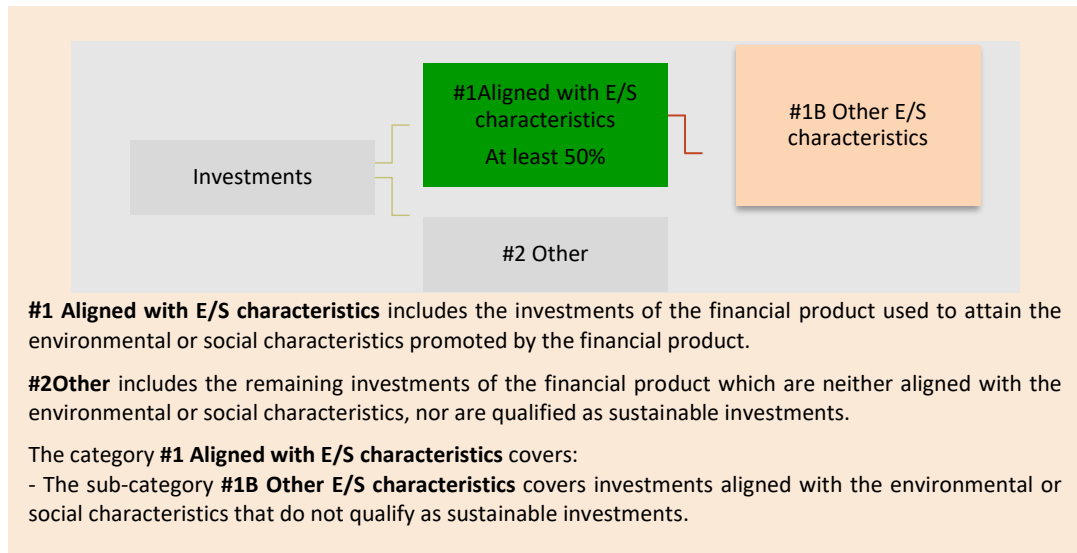 #1Aligned with E/S
characteristics
At least 50%
#1B Other E/S
characteristics
Investments
#2 Other
#1 Aligned with E/S characteristics includes the investments of the financial product used to attain the
environmental or social characteristics promoted by the financial product.
#2Other includes the remaining investments of the financial product which are neither aligned with the
environmental or social characteristics, nor are qualified as sustainable investments.
The category #1 Aligned with E/S characteristics covers:
- The sub-category #1B Other E/S characteristics covers investments aligned with the environmental or
social characteristics that do not qualify as sustainable investments.